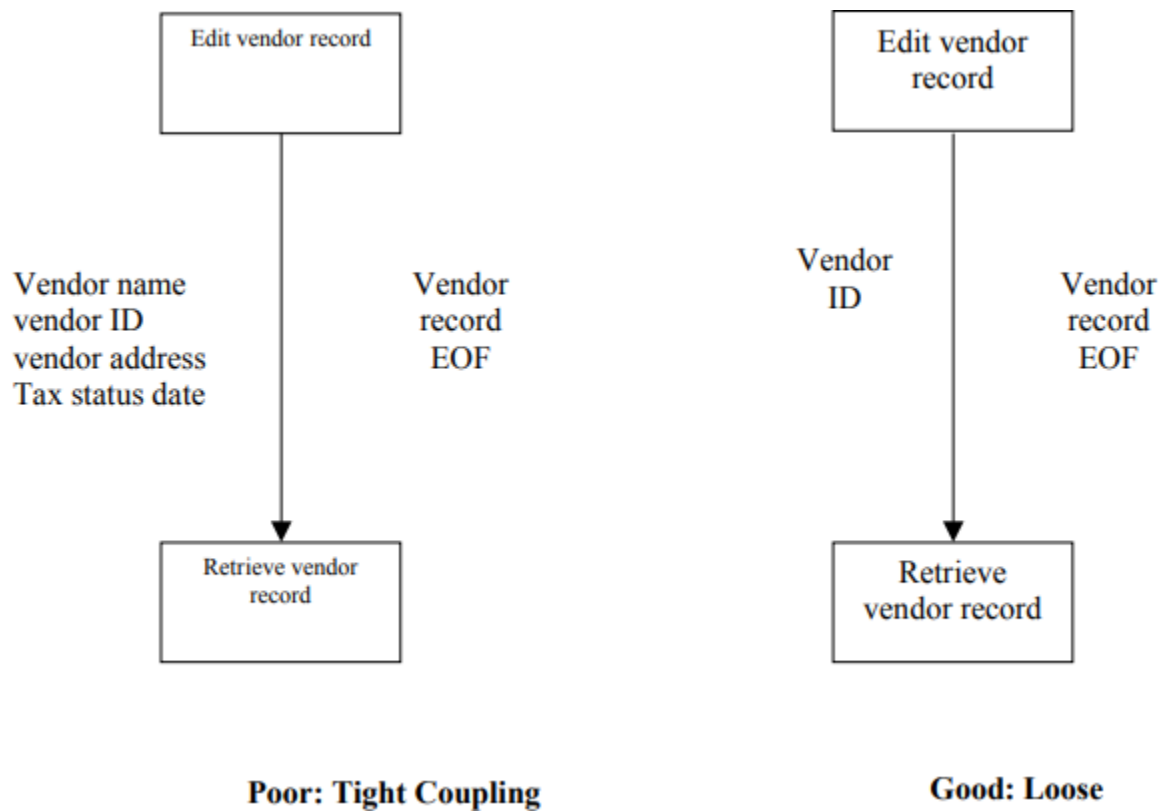 Edit vendor record
Vendor name
vendor ID
vendor address
Tax status date
Vendor
record
EOF
Retrieve vendor
record
Poor: Tight Coupling
Edit vendor
record
Vendor
ID
Vendor
record
EOF
Retrieve
vendor record
Good: Loose